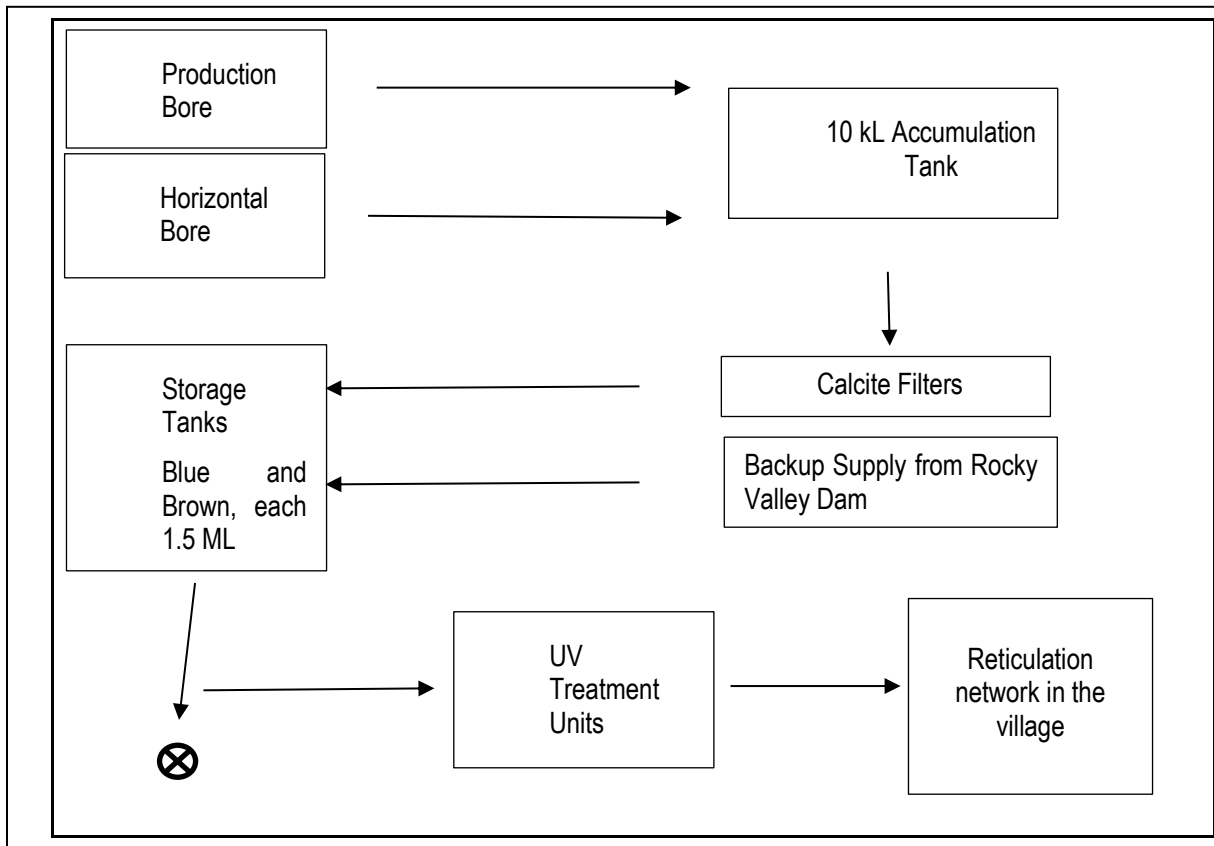 Production
Bore
10 kL Accumulation
Tank
Horizontal
Bore
Calcite Filters
Storage
Tanks
Blue and
Brown, each
1.5 ML
Backup Supply from Rocky
Valley Dam
UV
Treatment
Units
Reticulation
network in the
village